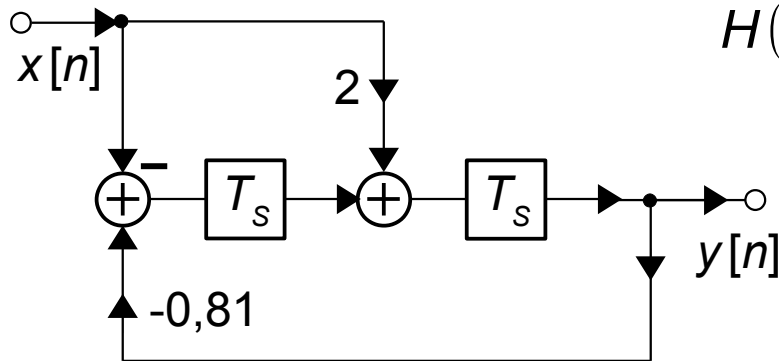 H(
x[n]
2
–
+
T_s
+
T_s
y[n]
-0,81